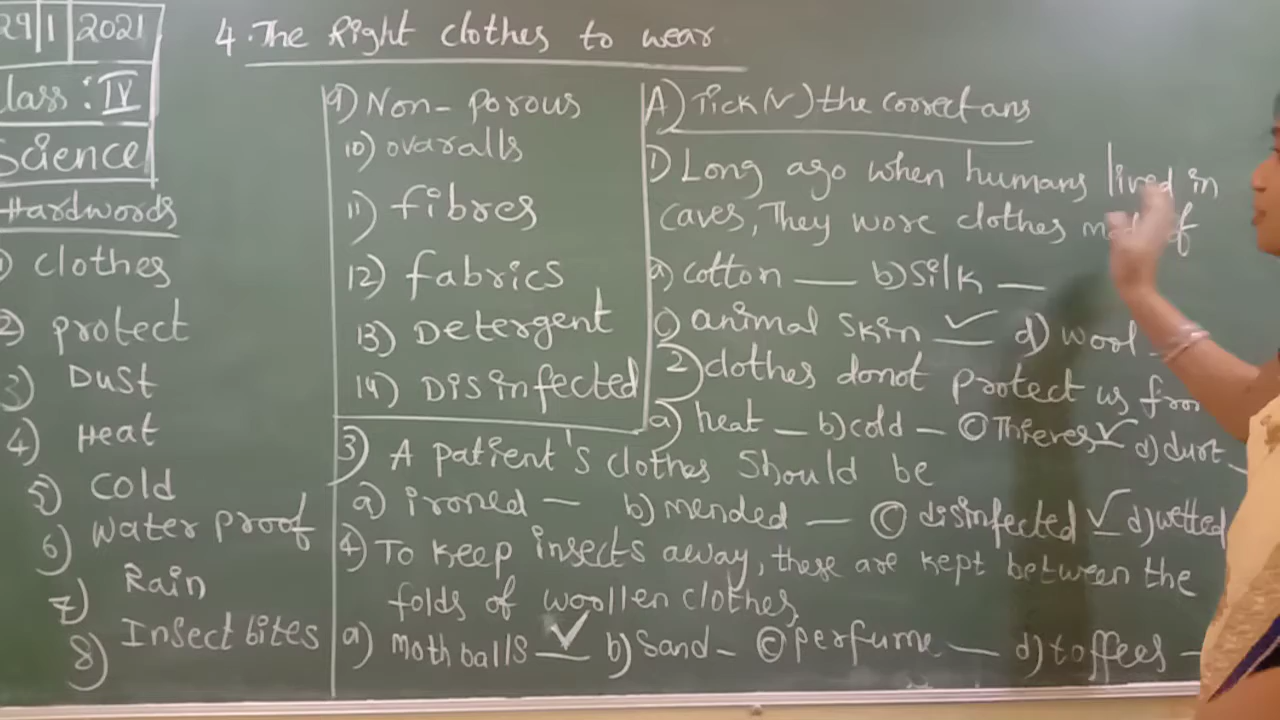 29/1 2021
4. The Right clothes to wear
Class: IV
Science
Hardwords
1) clothes
2) protect
3) Dust
4) Heat
5) cold
6) water proof
7) Rain
8) Insect bites
9) Non-porous
10) ovaralls
11) fibres
12) fabrics
13) Detergent
14) Disinfected
A) Tick(✓) the correct ans
1) Long ago when humans lived in
caves, They wore clothes made of
a) cotton — b) silk —
c) animal skin ✓ d) wool -
2) clothes donot protect us from
a) heat — b) cold — c) Thieves ✓ d) durt -
3) A patient's clothes should be
a) ironed — b) mended — c) disinfected ✓ d) wetted
4) To keep insects away, these are kept between the
folds of woollen clothes
a) moth balls ✓ b) sand - c) perfume — d) toffees -